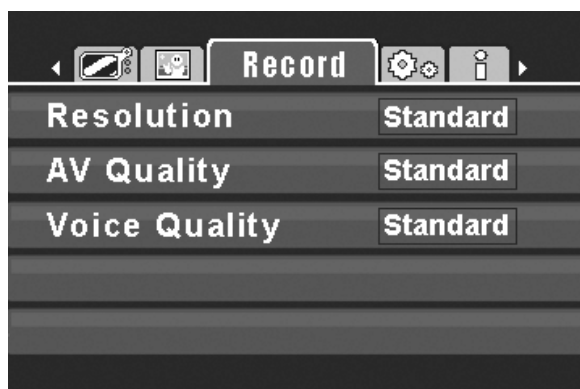 Record
Resolution Standard
AV Quality Standard
Voice Quality Standard